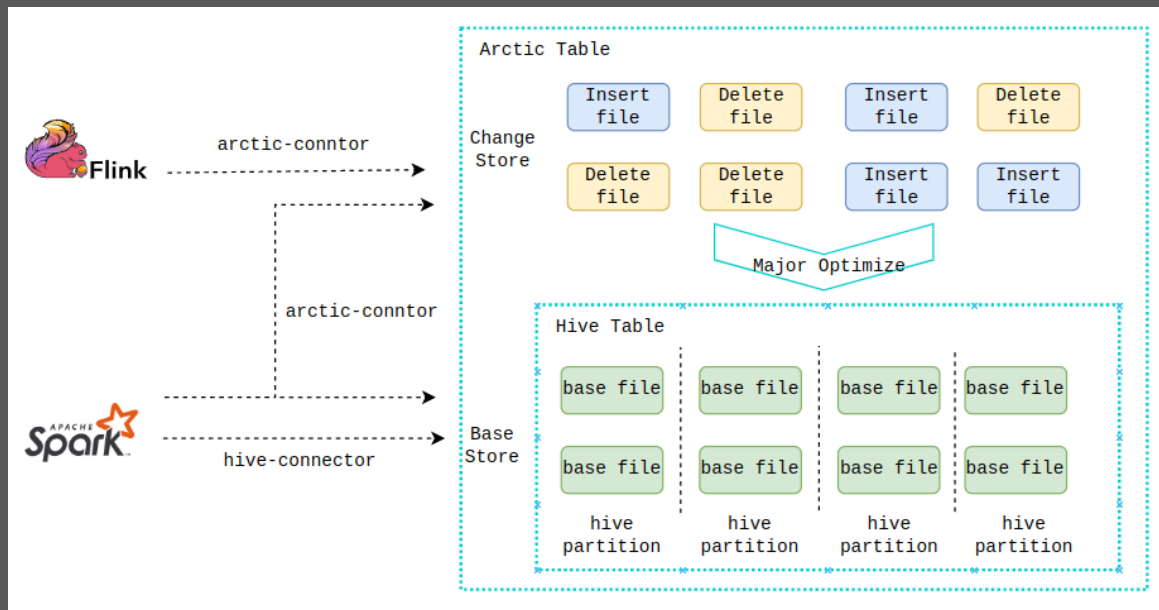 Arctic Table
Insert
file
Delete
file
Insert
file
Delete
file
Change
Store
Flink
arctic-conntor
Delete
file
Delete
file
Insert
file
Insert
file
Major Optimize
arctic-conntor
Hive Table
base file
base file
base file
base file
APACHE
Spark
hive-connector
Base
Store
base file
base file
base file
base file
hive
partition
hive
partition
hive
partition
hive
partition